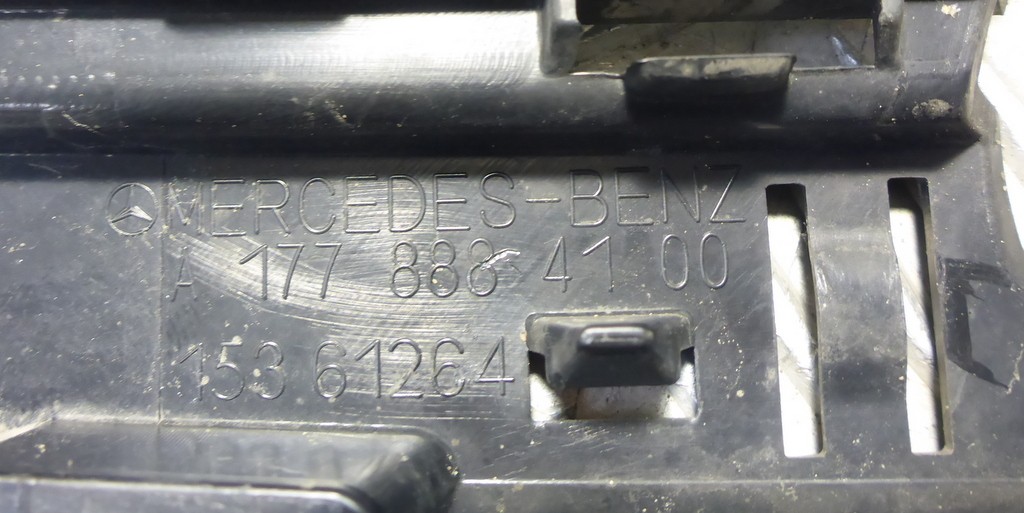 MERCEDES-BENZ
A 177 888 41 00
153 61264